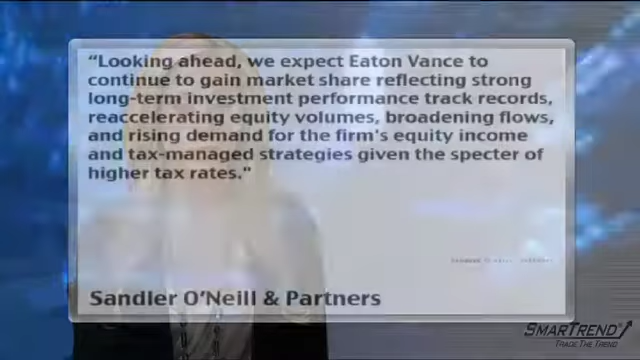 “Looking ahead, we expect Eaton Vance to
continue to gain market share reflecting strong
long-term investment performance track records,
reaccelerating equity volumes, broadening flows,
and rising demand for the firm's equity income
and tax-managed strategies given the specter of
higher tax rates.”
Sandler O'Neill & Partners
SMARTREND
TRADE THE TREND